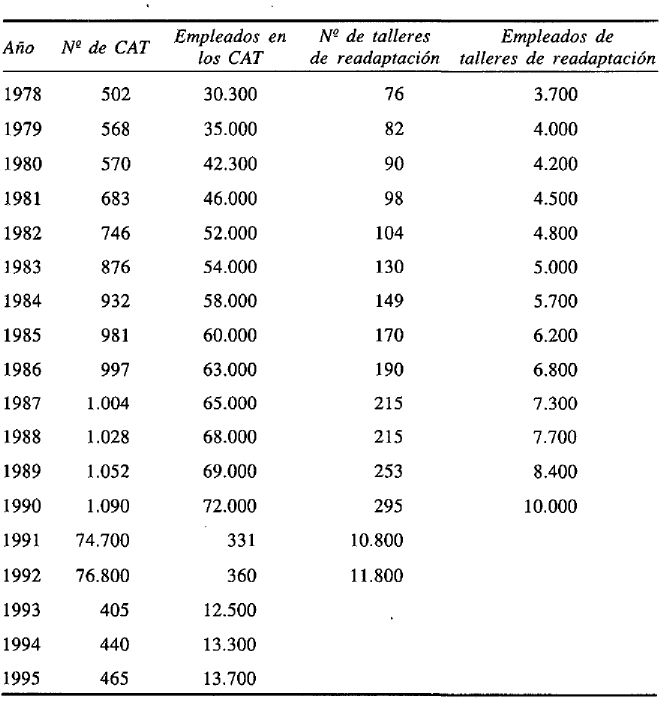 Año Nº de CAT Empleados en los CAT Nº de talleres de readaptación Empleados de talleres de readaptación
1978 502 30.300 76 3.700
1979 568 35.000 82 4.000
1980 570 42.300 90 4.200
1981 683 46.000 98 4.500
1982 746 52.000 104 4.800
1983 876 54.000 130 5.000
1984 932 58.000 149 5.700
1985 981 60.000 170 6.200
1986 997 63.000 190 6.800
1987 1.004 65.000 215 7.300
1988 1.028 68.000 215 7.700
1989 1.052 69.000 253 8.400
1990 1.090 72.000 295 10.000
1991 74.700 331 10.800
1992 76.800 360 11.800
1993 405 12.500
1994 440 13.300
1995 465 13.700